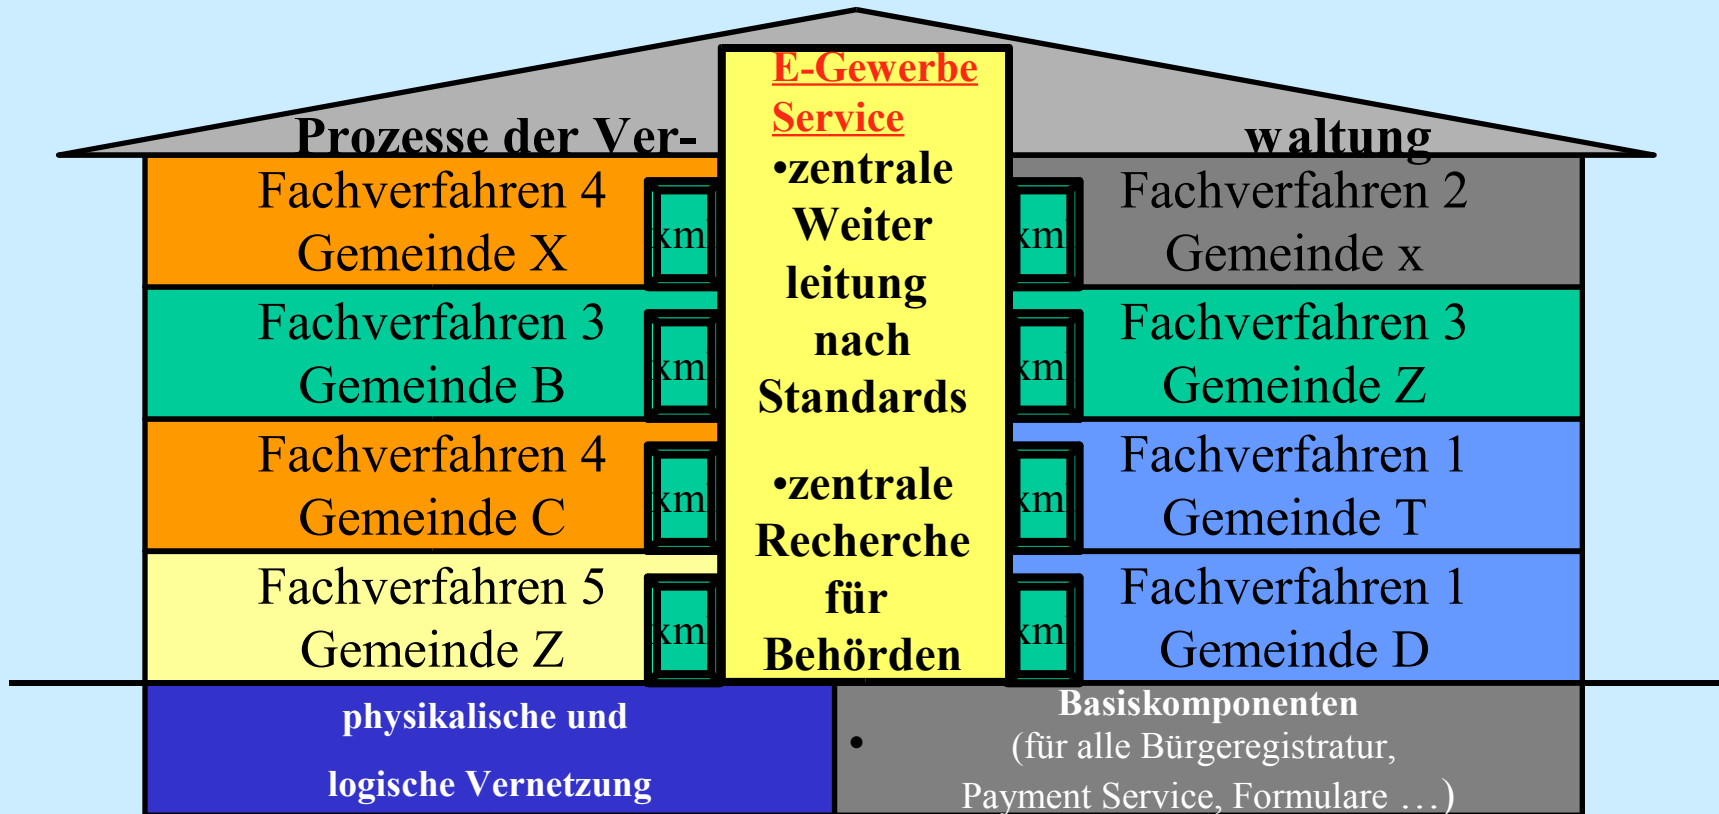 Prozesse der Ver-
waltung
Fachverfahren 4
Gemeinde X
xm
Fachverfahren 3
Gemeinde B
xm
Fachverfahren 4
Gemeinde C
xm
Fachverfahren 5
Gemeinde Z
xm
E-Gewerbe
Service
•zentrale
Weiter
leitung
nach
Standards
•zentrale
Recherche
für
Behörden
xm
Fachverfahren 2
Gemeinde x
xm
Fachverfahren 3
Gemeinde Z
xm
Fachverfahren 1
Gemeinde T
xm
Fachverfahren 1
Gemeinde D
physikalische und
logische Vernetzung
Basiskomponenten
• (für alle Bürgeregistratur,
Payment Service, Formulare …)